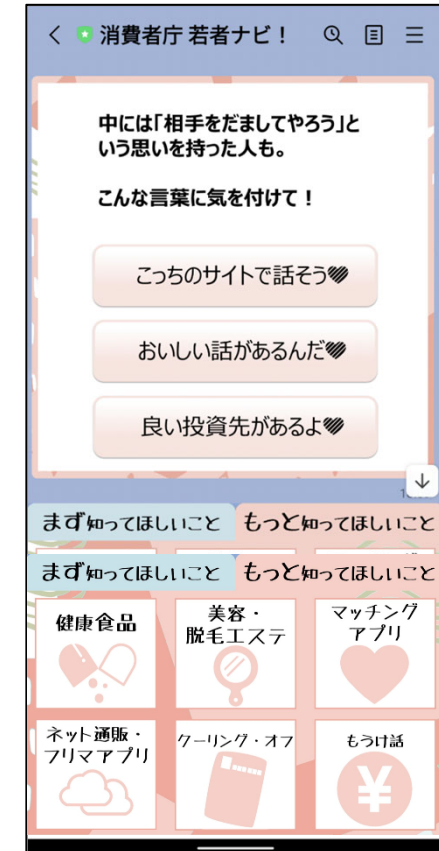 消費者庁 若者ナビ！
中には「相手をだましてやろう」と
いう思いを持った人も。
こんな言葉に気を付けて！
こっちのサイトで話そう
おいしい話があるんだ
良い投資先があるよ
まず知ってほしいこと もっと知ってほしいこと
まず知ってほしいこと もっと知ってほしいこと
健康食品
美容・
脱毛エステ
マッチング
アプリ
ネット通販・
フリマアプリ
クーリング・オフ
もうけ話
¥